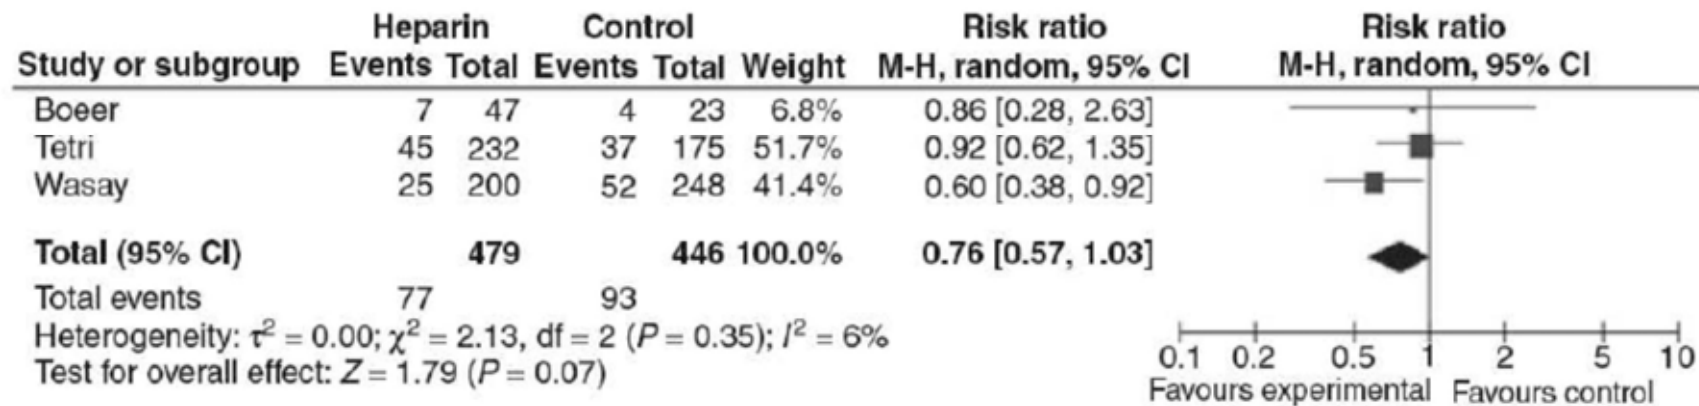 Heparin Control Risk ratio Risk ratio
Study or subgroup Events Total Events Total Weight M-H, random, 95% CI M-H, random, 95% CI
Boeer 7 47 4 23 6.8% 0.86 [0.28, 2.63]
Tetri 45 232 37 175 51.7% 0.92 [0.62, 1.35]
Wasay 25 200 52 248 41.4% 0.60 [0.38, 0.92]
Total (95% CI) 479 446 100.0% 0.76 [0.57, 1.03]
Total events 77 93
Heterogeneity: τ² = 0.00; χ² = 2.13, df = 2 (P = 0.35); I² = 6%
Test for overall effect: Z = 1.79 (P = 0.07)
0.1 0.2 0.5 1 2 5 10
Favours experimental Favours control